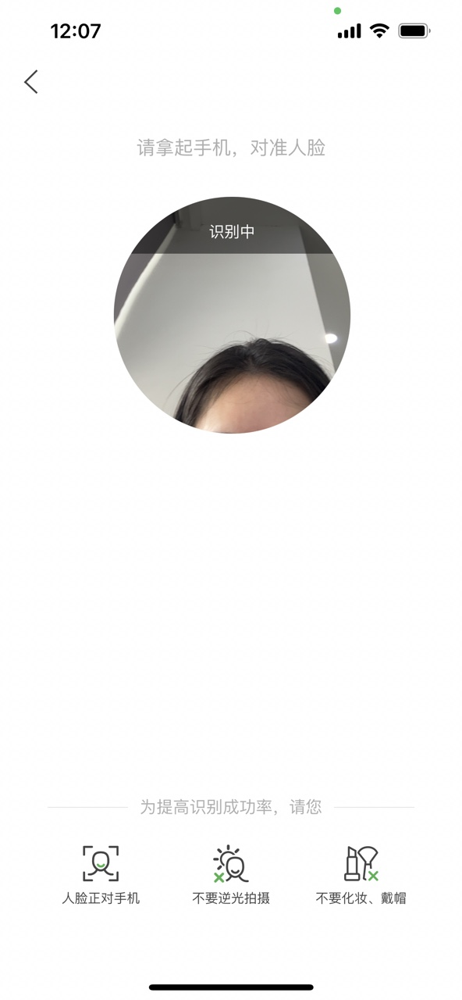 12:07
请拿起手机，对准人脸
识别中
为提高识别成功率，请您
人脸正对手机
不要逆光拍摄
不要化妆、戴帽